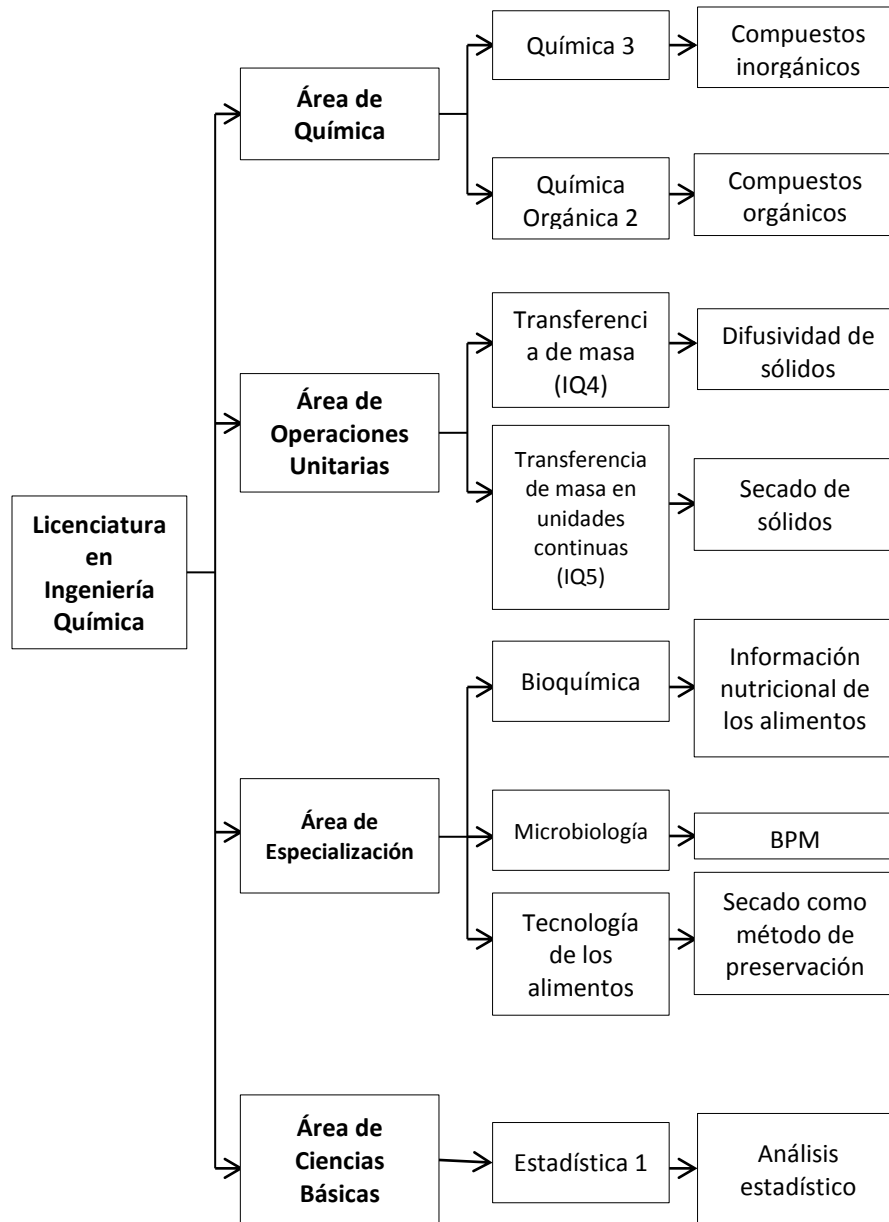 Licenciatura
en
Ingeniería
Química
Área de
Química
Química 3
Compuestos
inorgánicos
Química
Orgánica 2
Compuestos
orgánicos
Área de
Operaciones
Unitarias
Transferenci
a de masa
(IQ4)
Difusividad de
sólidos
Transferencia
de masa en
unidades
continuas
(IQ5)
Secado de
sólidos
Área de
Especialización
Bioquímica
Información
nutricional de
los alimentos
Microbiología
BPM
Tecnología
de los
alimentos
Secado como
método de
preservación
Área de
Ciencias
Básicas
Estadística 1
Análisis
estadístico